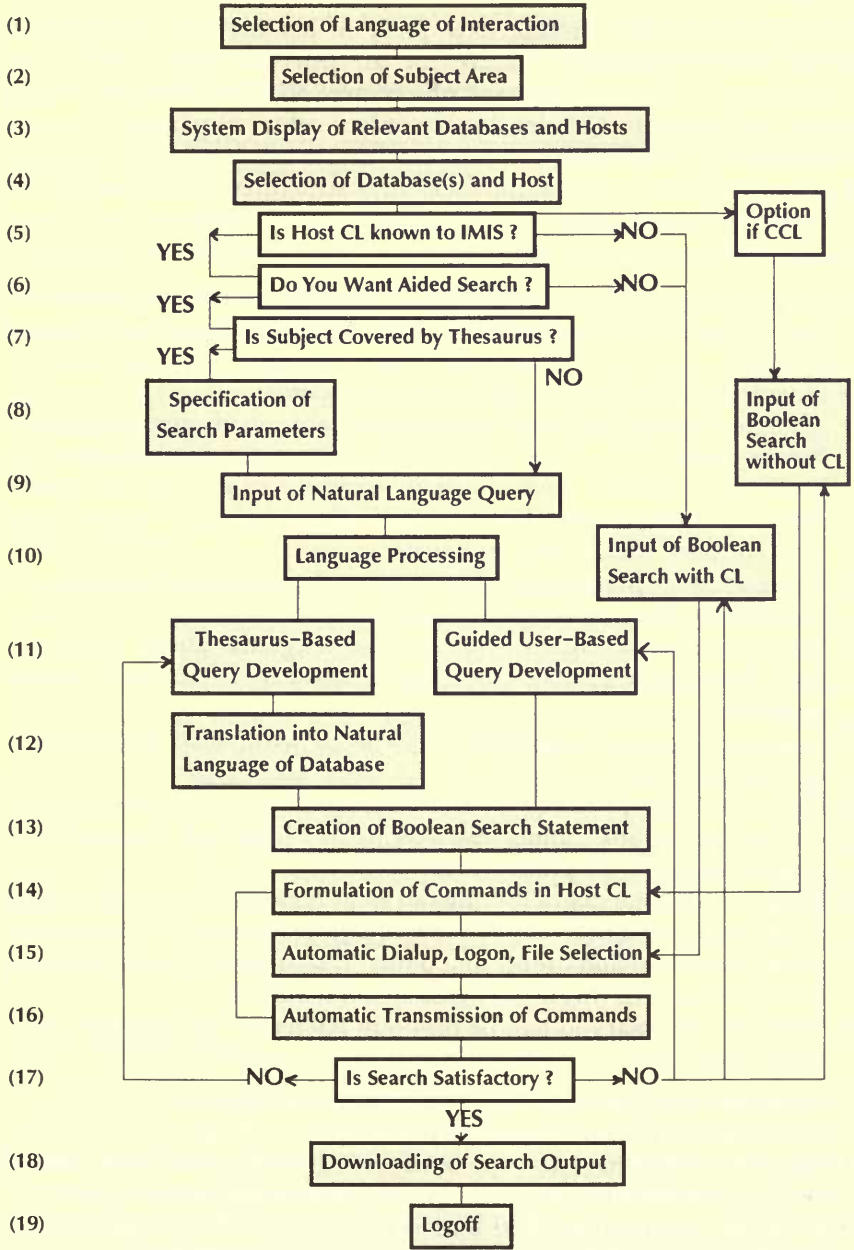 (1) Selection of Language of Interaction
(2) Selection of Subject Area
(3) System Display of Relevant Databases and Hosts
(4) Selection of Database(s) and Host
Option
if CCL
(5) Is Host CL known to IMIS ? NO
YES
(6) Do You Want Aided Search ? NO
YES
(7) Is Subject Covered by Thesaurus ?
YES
NO
(8) Specification of
Search Parameters
Input of
Boolean
Search
without CL
(9) Input of Natural Language Query
(10) Language Processing
Input of Boolean
Search with CL
(11) Thesaurus-Based
Query Development
Guided User-Based
Query Development
(12) Translation into Natural
Language of Database
(13) Creation of Boolean Search Statement
(14) Formulation of Commands in Host CL
(15) Automatic Dialup, Logon, File Selection
(16) Automatic Transmission of Commands
(17) NO Is Search Satisfactory ? NO
YES
(18) Downloading of Search Output
(19) Logoff